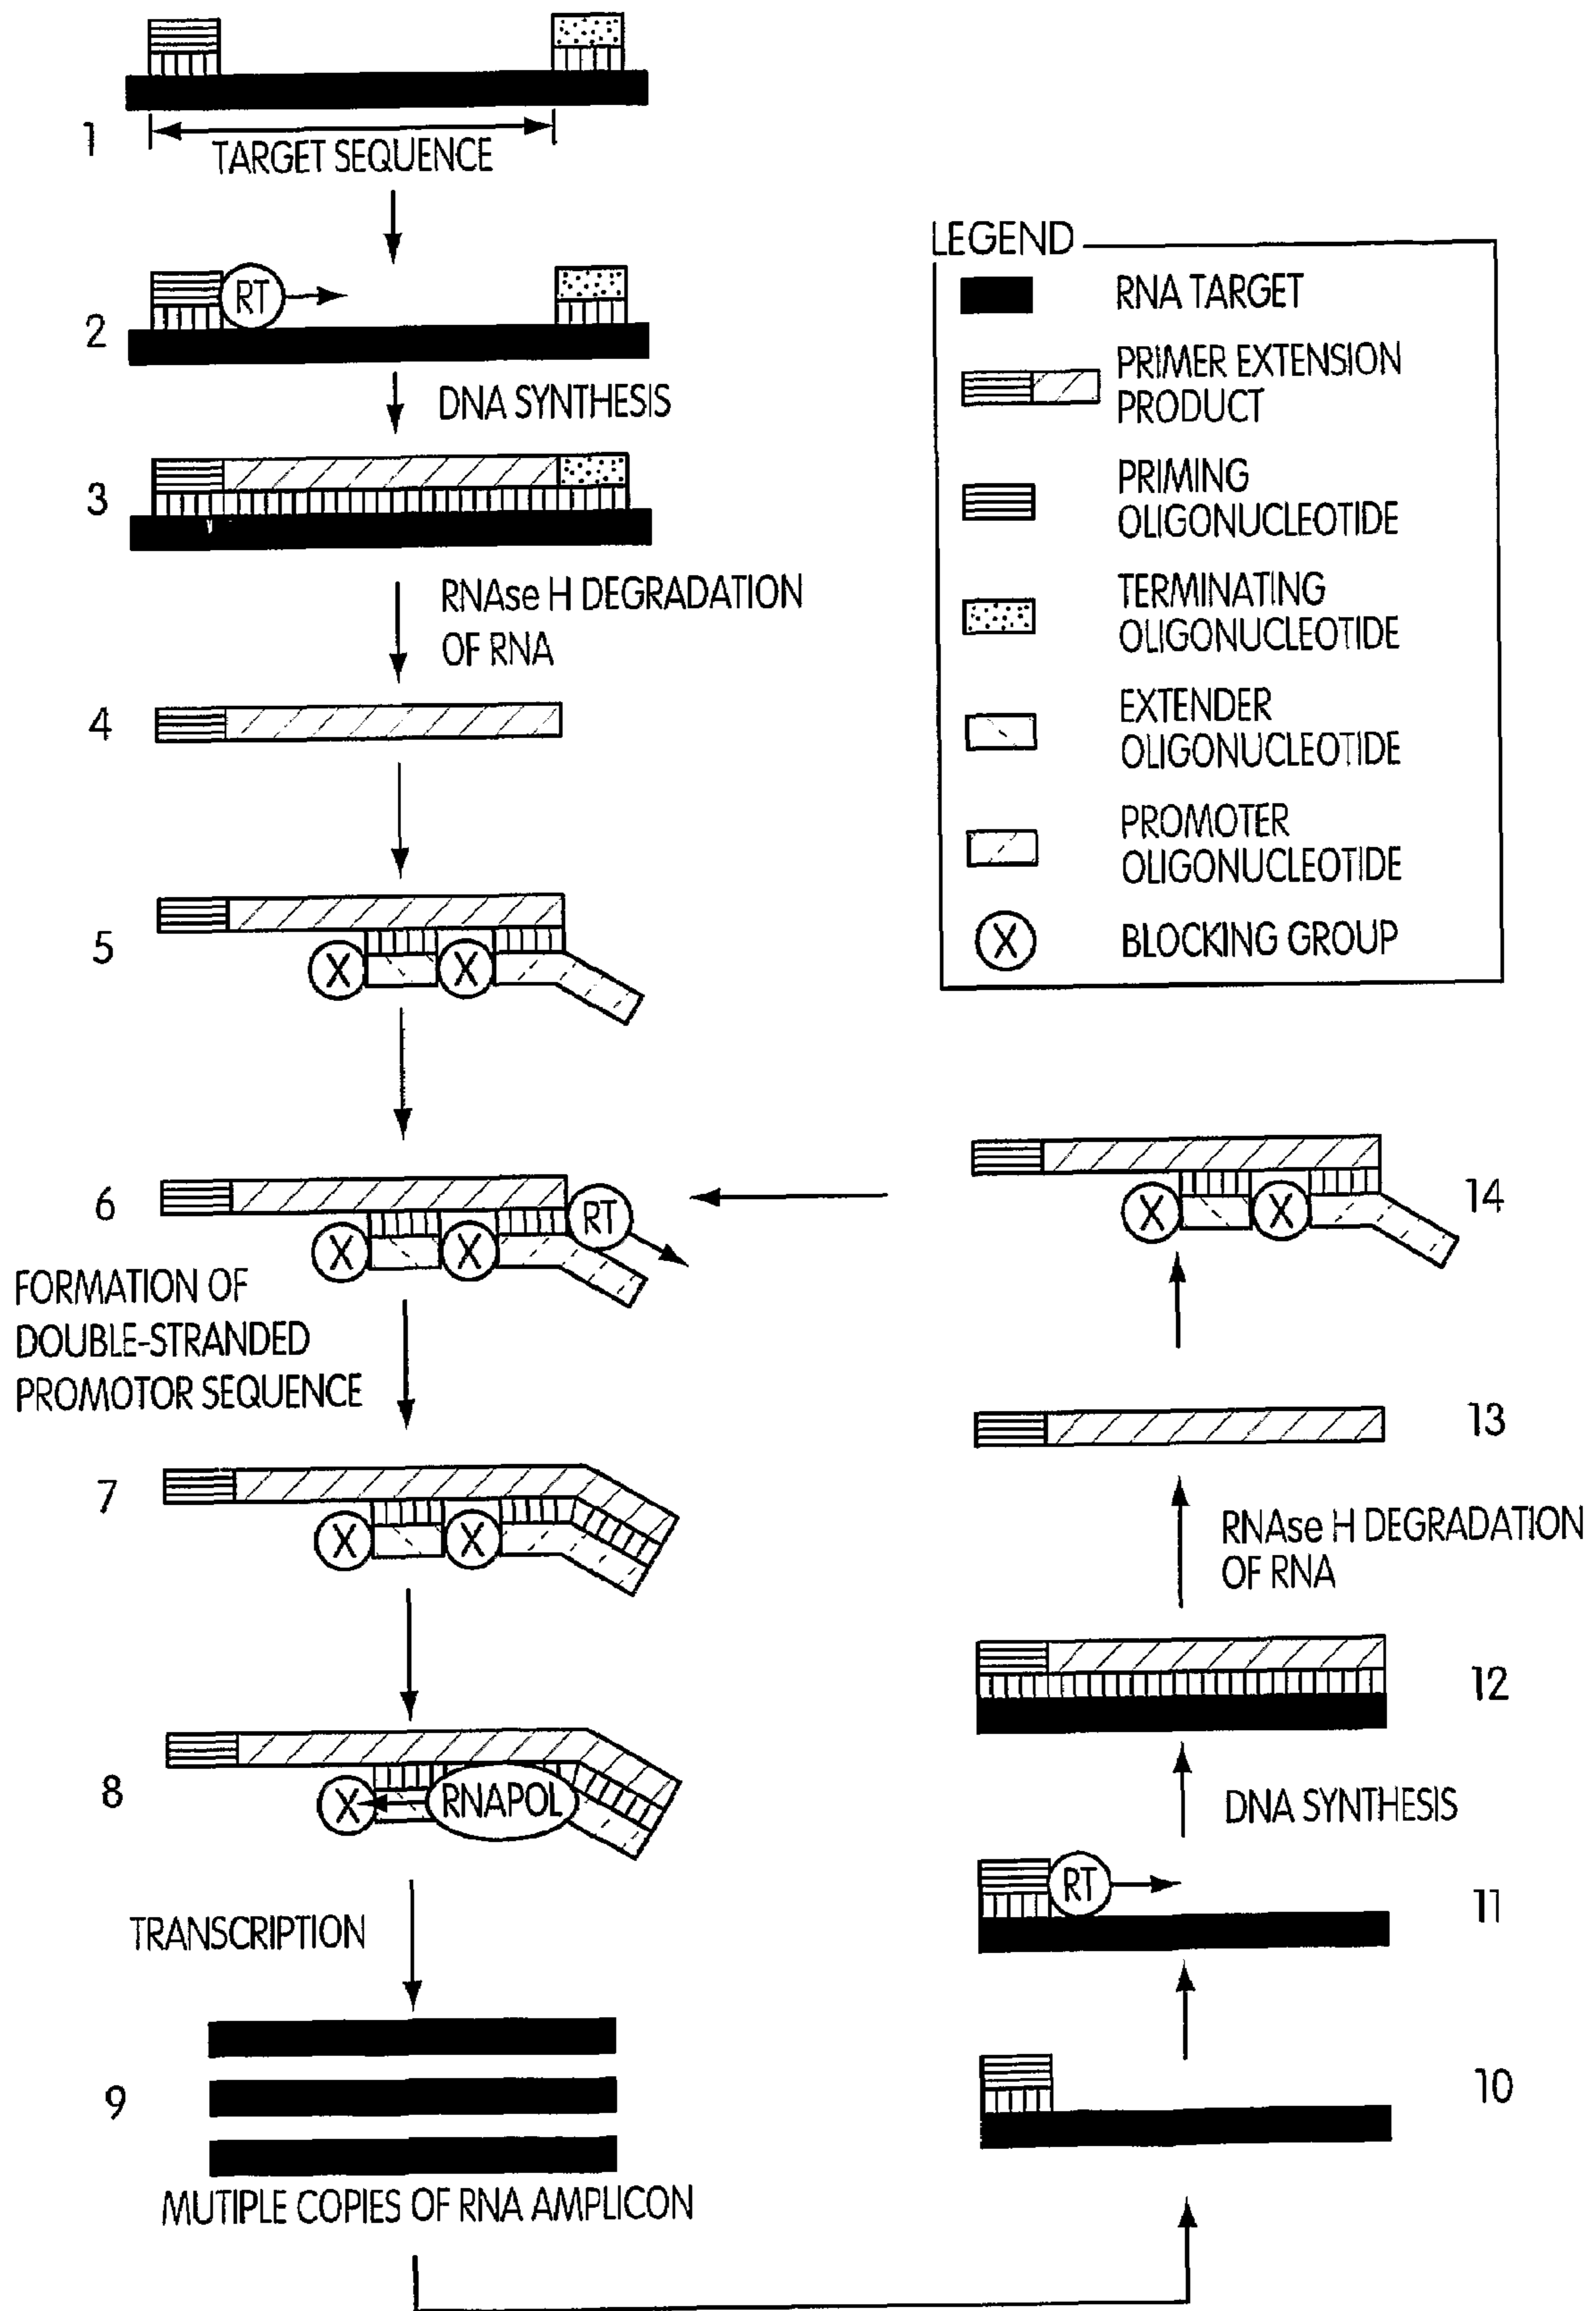 1
TARGET SEQUENCE
2
RT
DNA SYNTHESIS
3
RNAse H DEGRADATION
OF RNA
4
5
X
X
6
X
X
RT
FORMATION OF
DOUBLE-STRANDED
PROMOTOR SEQUENCE
7
X
X
8
X
RNAPOL
TRANSCRIPTION
9
MUTIPLE COPIES OF RNA AMPLICON
10
11
RT
DNA SYNTHESIS
12
RNAse H DEGRADATION
OF RNA
13
14
X
X
LEGEND
RNA TARGET
PRIMER EXTENSION
PRODUCT
PRIMING
OLIGONUCLEOTIDE
TERMINATING
OLIGONUCLEOTIDE
EXTENDER
OLIGONUCLEOTIDE
PROMOTER
OLIGONUCLEOTIDE
X
BLOCKING GROUP